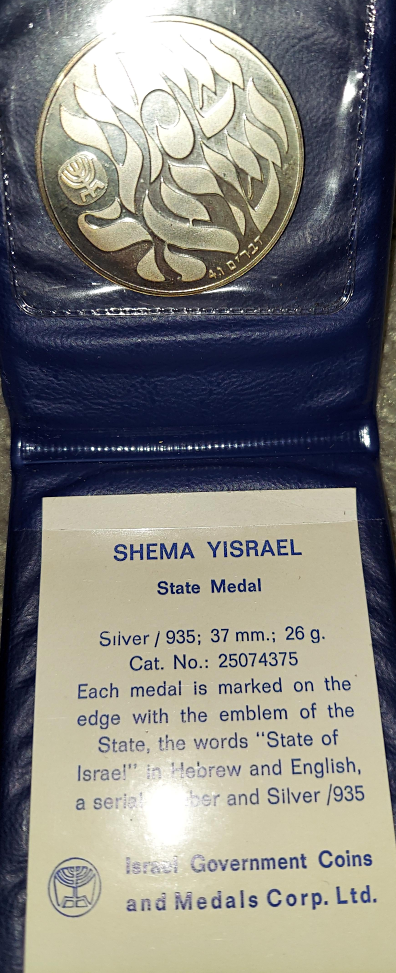 דברים ו.4
SHEMA YISRAEL
State Medal
Silver / 935; 37 mm.; 26 g.
Cat. No.: 25074375
Each medal is marked on the
edge with the emblem of the
State, the words “State of
Israel” in Hebrew and English,
a serial and Silver /935
Israel Government Coins
and Medals Corp. Ltd.